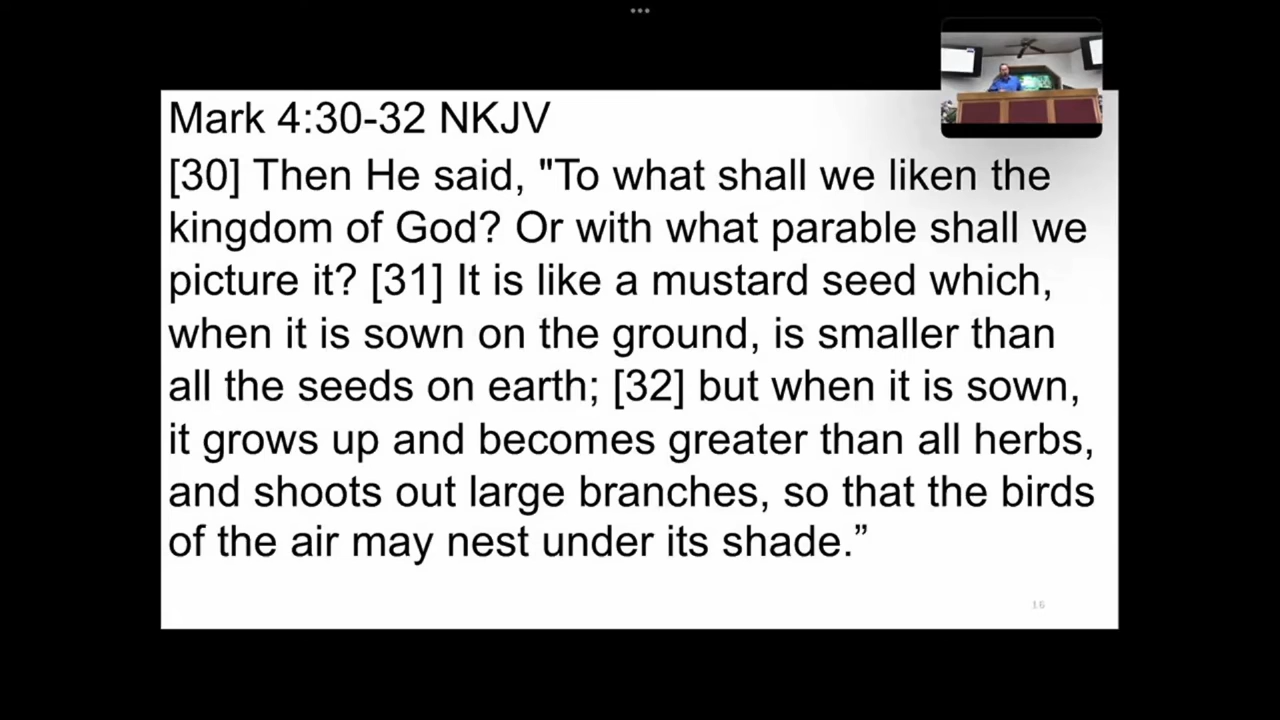 Mark 4:30-32 NKJV
[30] Then He said, "To what shall we liken the
kingdom of God? Or with what parable shall we
picture it? [31] It is like a mustard seed which,
when it is sown on the ground, is smaller than
all the seeds on earth; [32] but when it is sown,
it grows up and becomes greater than all herbs,
and shoots out large branches, so that the birds
of the air may nest under its shade.”
16